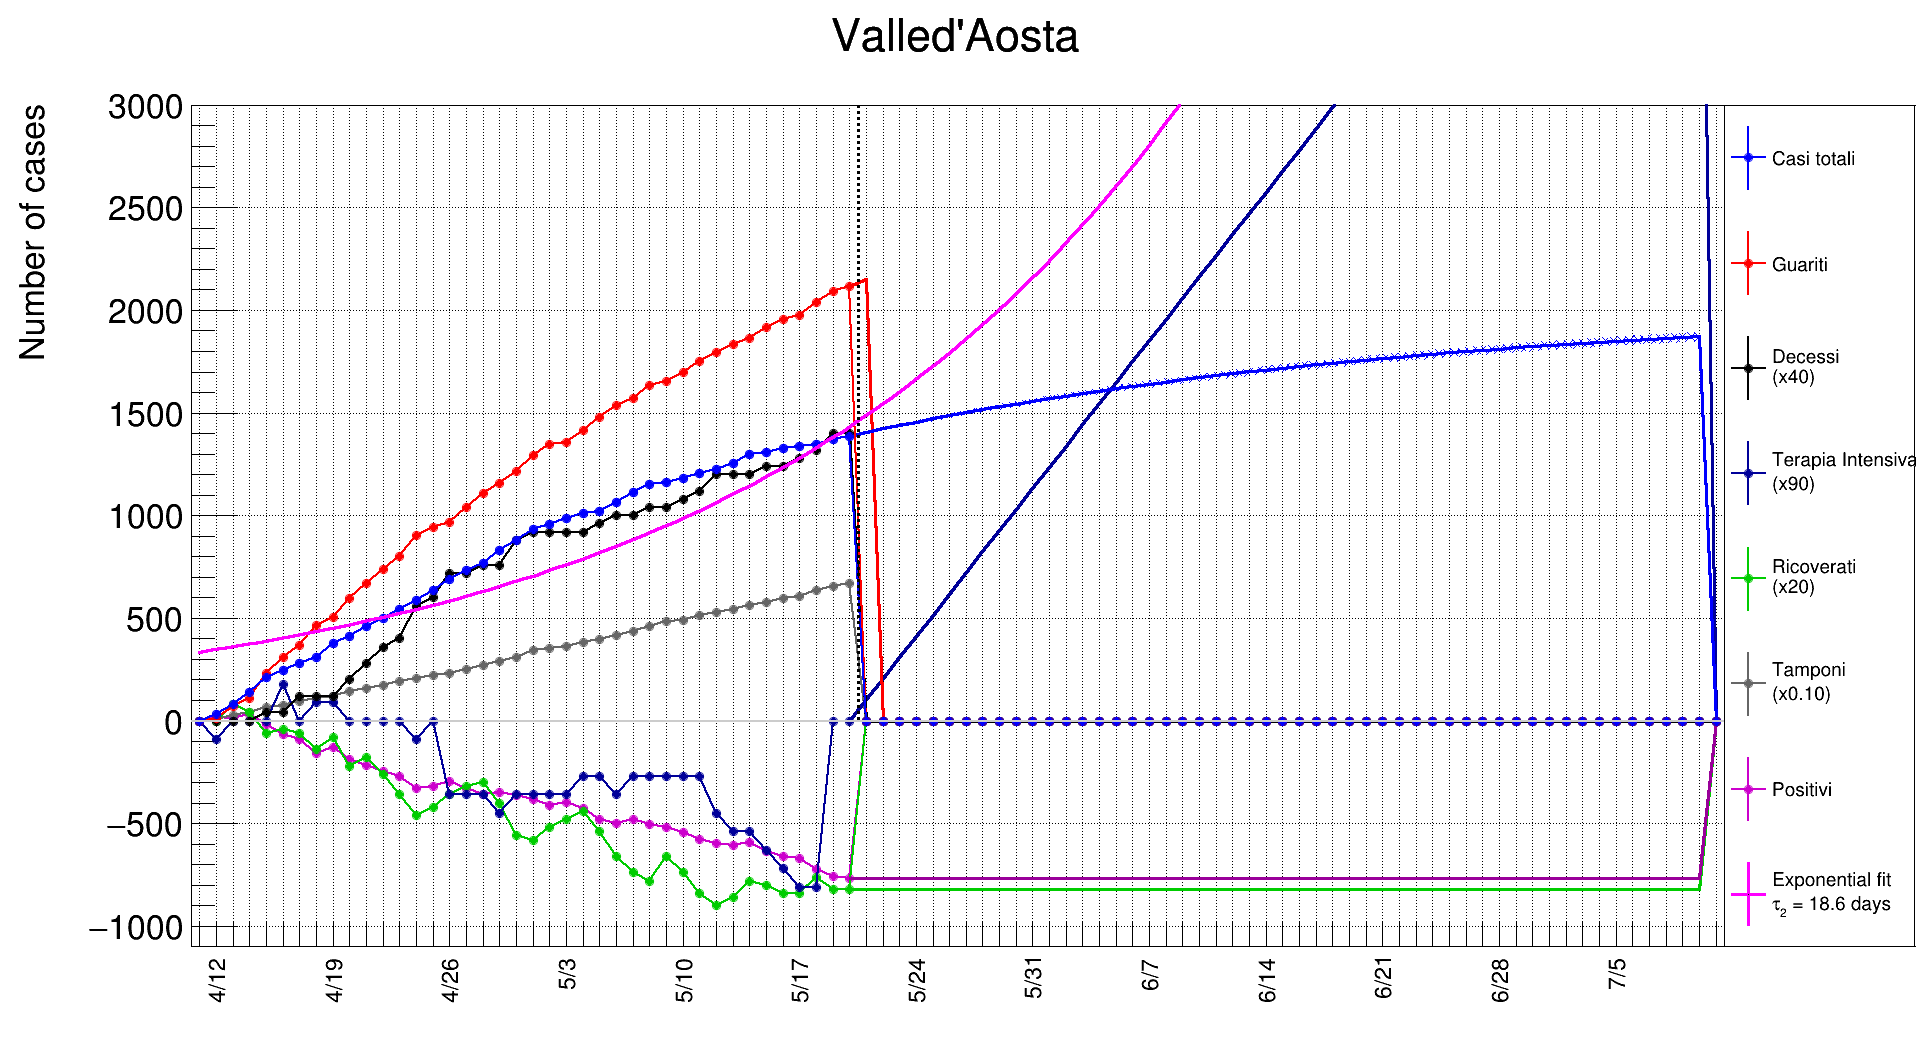 Valled'Aosta
Number of cases
3000
2500
2000
1500
1000
500
0
−500
−1000
4/12
4/19
4/26
5/3
5/10
5/17
5/24
5/31
6/7
6/14
6/21
6/28
7/5
Casi totali
Guariti
Decessi
(x40)
Terapia Intensiva
(x90)
Ricoverati
(x20)
Tamponi
(x0.10)
Positivi
Exponential fit
τ2 = 18.6 days